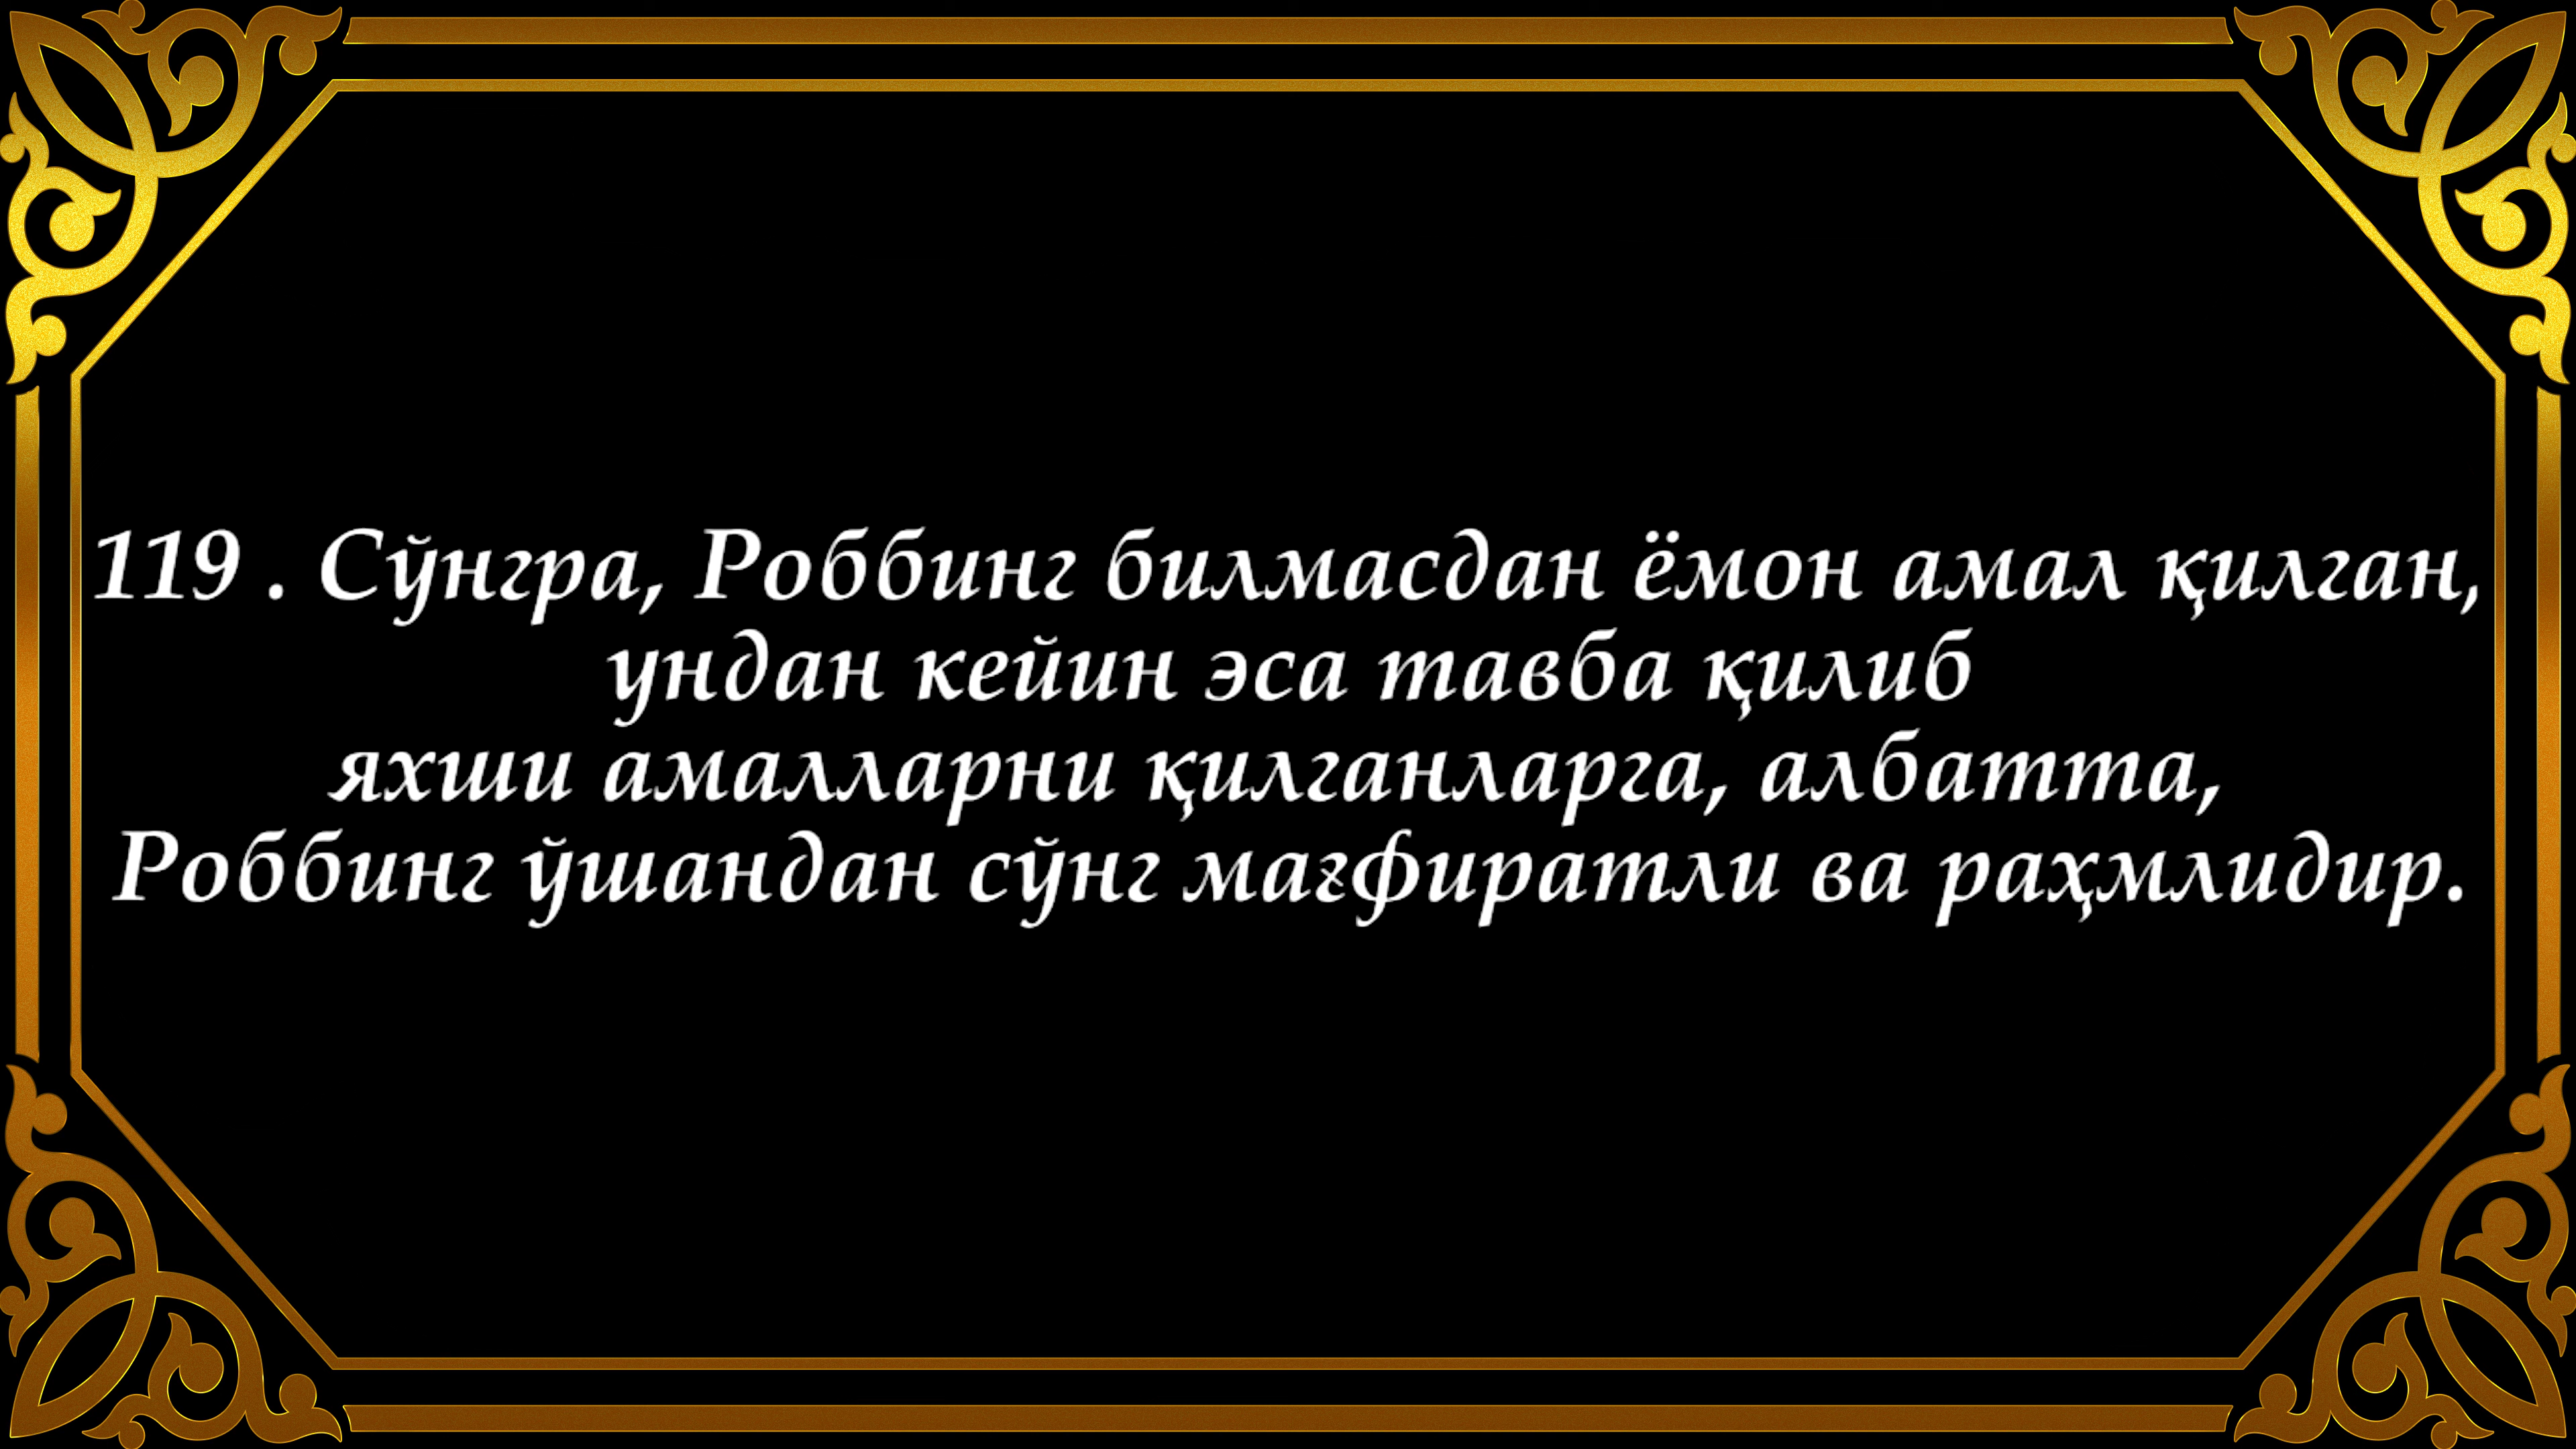 119 . Сўнгра, Роббинг билмасдан ёмон амал қилган,
ундан кейин эса тавба қилиб
яхши амалларни қилганларга, албатта,
Роббинг ўшандан сўнг мағфиратли ва раҳмлидир.